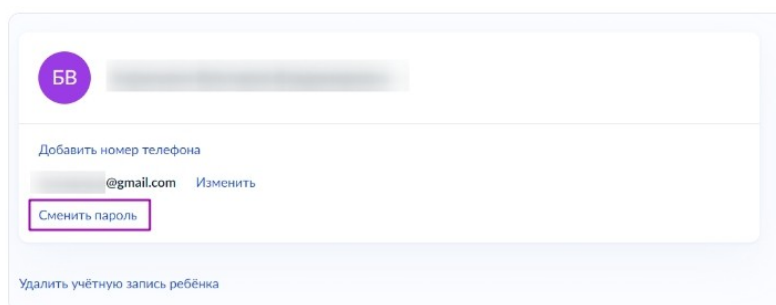 БВ
Добавить номер телефона
@gmail.com Изменить
Сменить пароль
Удалить учётную запись ребёнка